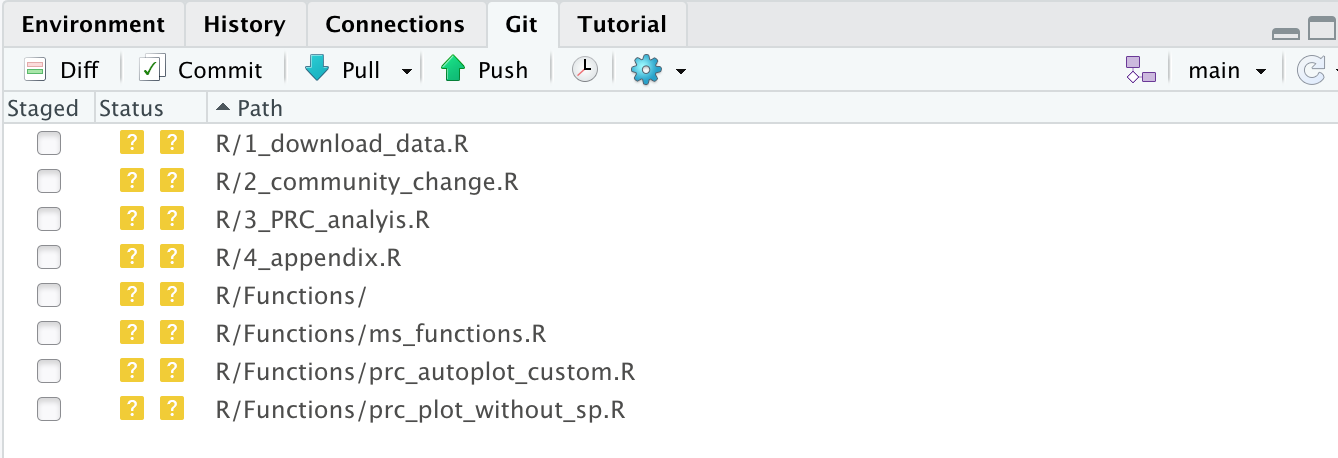 Environment History Connections Git Tutorial
Diff Commit Pull Push main
Staged Status Path
? ? R/1_download_data.R
? ? R/2_community_change.R
? ? R/3_PRC_analyis.R
? ? R/4_appendix.R
? ? R/Functions/
? ? R/Functions/ms_functions.R
? ? R/Functions/prc_autoplot_custom.R
? ? R/Functions/prc_plot_without_sp.R